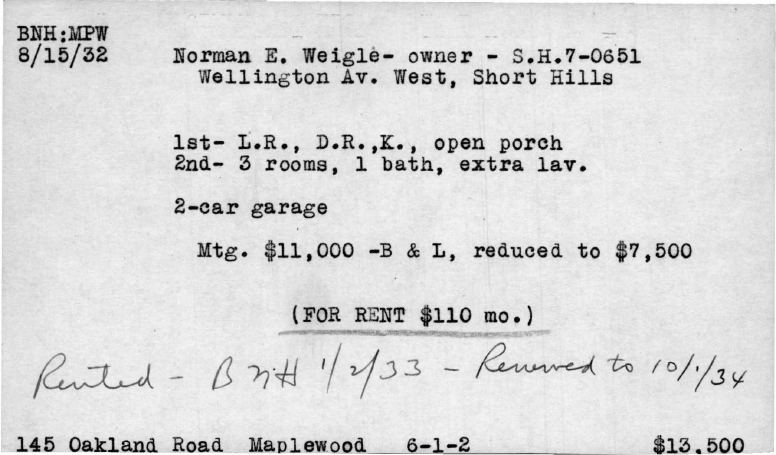 BNH:MPW
8/15/32 Norman E. Weigle- owner - S.H.7-0651
Wellington Av. West, Short Hills
1st- L.R., D.R.,K., open porch
2nd- 3 rooms, 1 bath, extra lav.
2-car garage
Mtg. $11,000 -B & L, reduced to $7,500
(FOR RENT $110 mo.)
Rented - BNH 1/2/33 - Renewed to 10/1/34
145 Oakland Road Maplewood 6-1-2 $13,500